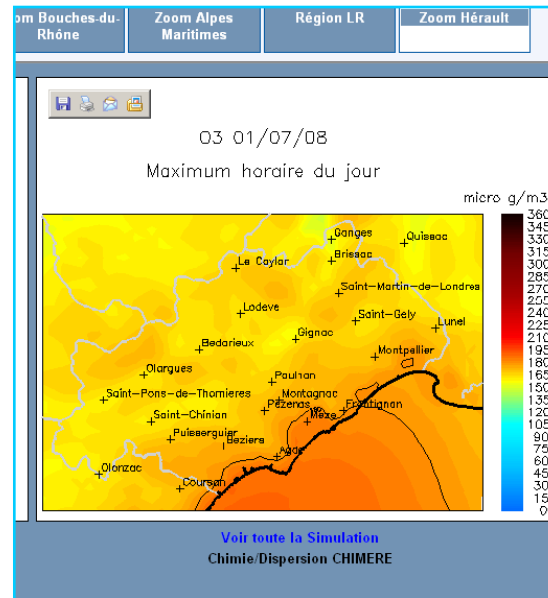 om Bouches-du-
Rhône
Zoom Alpes
Maritimes
Région LR
Zoom Hérault
O3 01/07/08
Maximum horaire du jour
micro g/m3
Ganges
Quissac
Brissac
Le Caylar
Saint-Martin-de-Londres
Lodeve
Saint-Gely
Lunel
Gignac
Bedarieux
Montpellier
Olargues
Paulhan
Saint-Pons-de-Thomieres
Montagnac
Pezenas
Frontignan
Saint-Chinian
Meze
Puisserguier
Beziers
Agde
Olonzac
Coursan
360
345
330
315
300
285
270
255
240
225
210
195
180
165
150
135
120
105
90
75
60
45
30
15
0
Voir toute la Simulation
Chimie/Dispersion CHIMERE